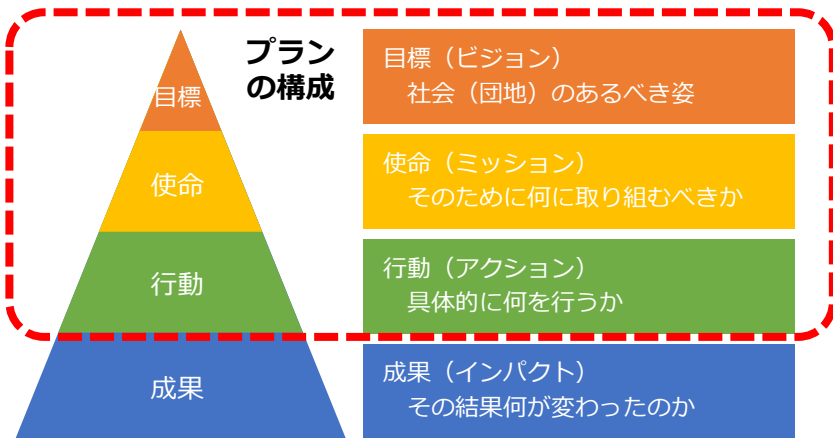 プラン
の構成
目標
使命
行動
成果
目標（ビジョン）
社会（団地）のあるべき姿
使命（ミッション）
そのために何に取り組むべきか
行動（アクション）
具体的に何を行うか
成果（インパクト）
その結果何が変わったのか